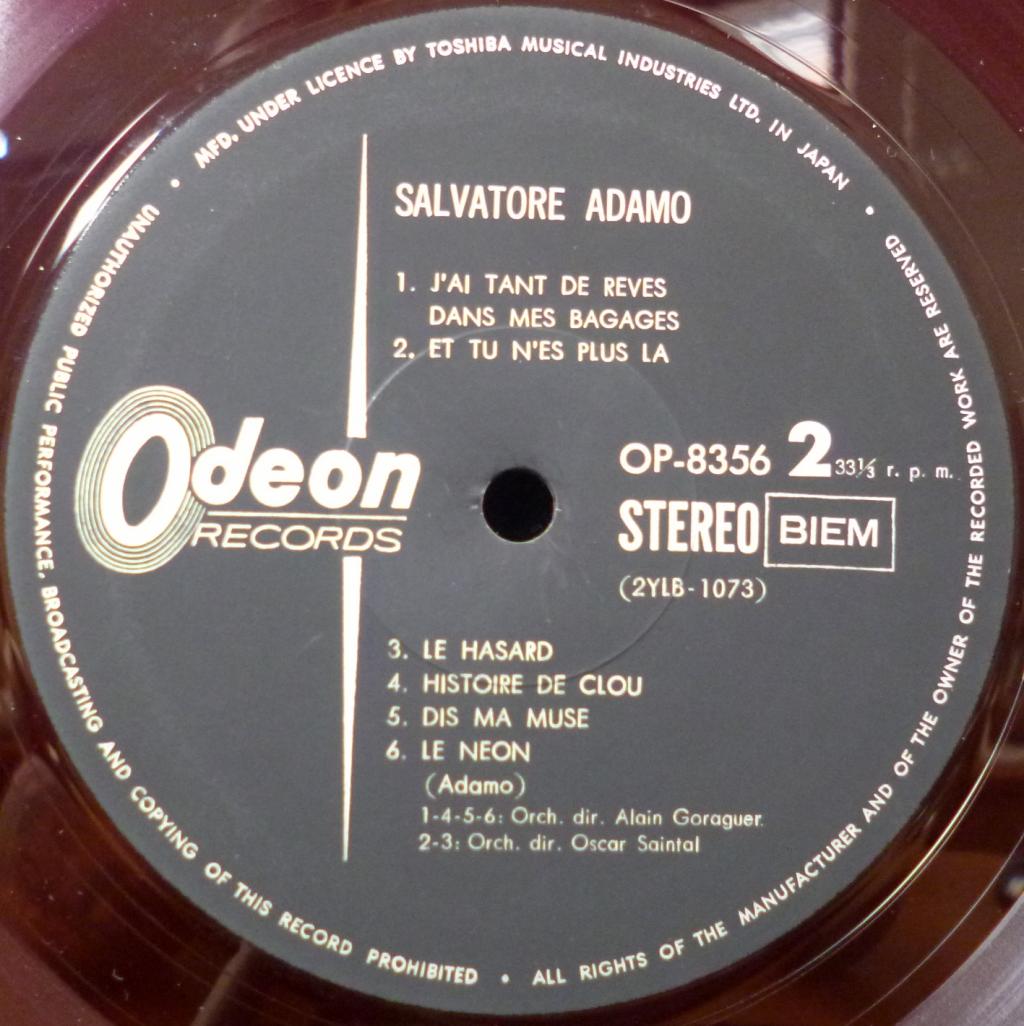 MFD. UNDER LICENCE BY TOSHIBA MUSICAL INDUSTRIES LTD. IN JAPAN •
SALVATORE ADAMO
1. J'AI TANT DE REVES
DANS MES BAGAGES
2. ET TU N'ES PLUS LA
Odeon
RECORDS
OP-8356 2 33⅓ r. p. m.
STEREO BIEM
(2YLB-1073)
3. LE HASARD
4. HISTOIRE DE CLOU
5. DIS MA MUSE
6. LE NEON
(Adamo)
1-4-5-6: Orch. dir. Alain Goraguer.
2-3: Orch. dir. Oscar Saintal
ALL RIGHTS OF THE MANUFACTURER AND OF THE OWNER OF THE RECORDED WORK ARE RESERVED •
UNAUTHORIZED PUBLIC PERFORMANCE, BROADCASTING AND COPYING OF THIS RECORD PROHIBITED •